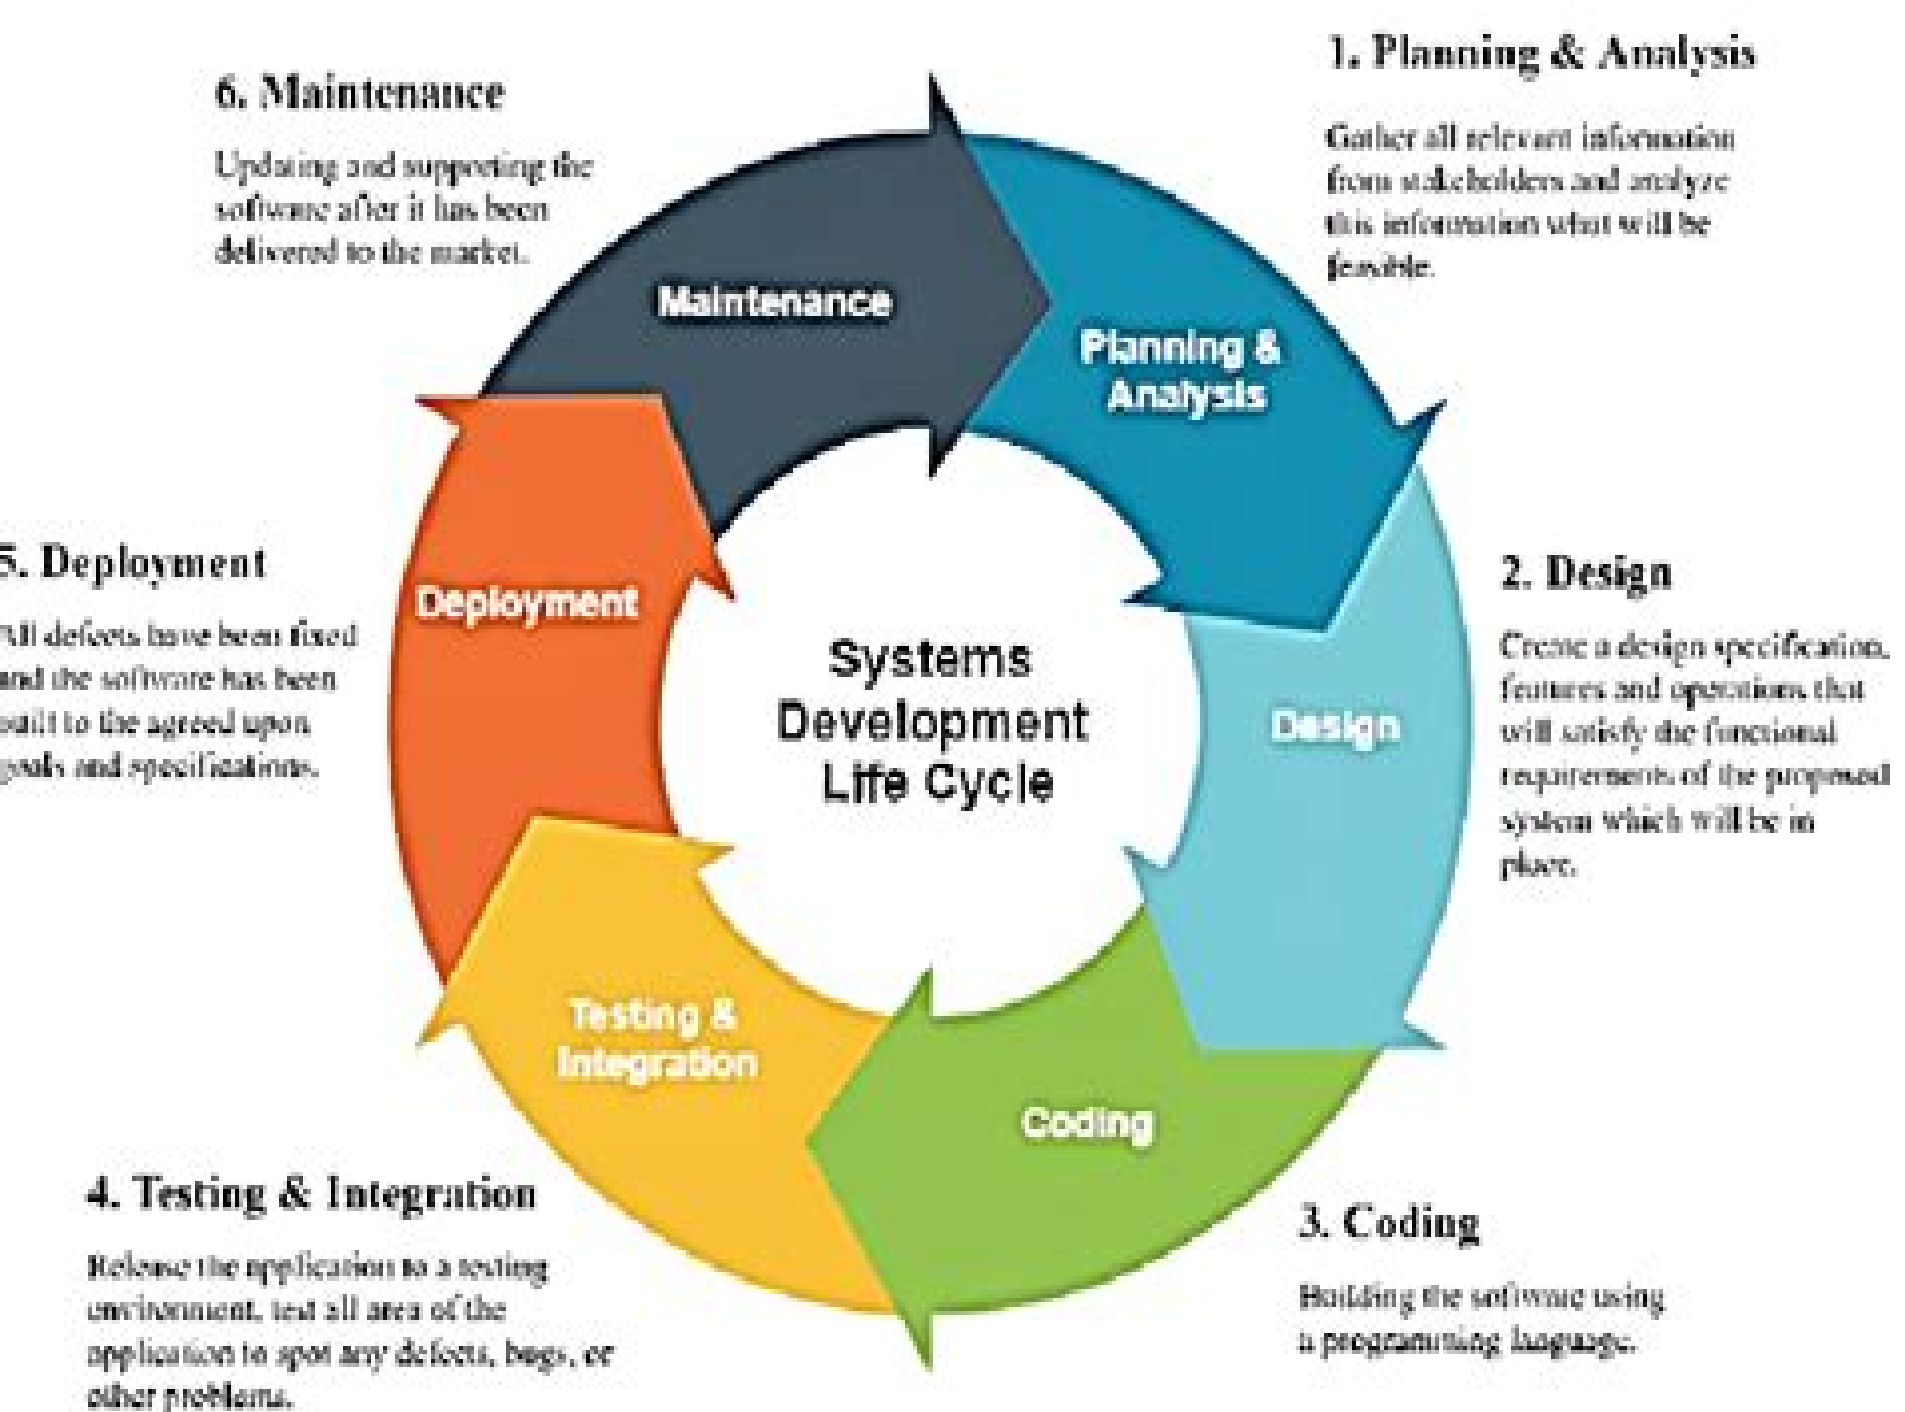 1. Planning & Analysis
Gather all relevant information
from stakeholders and analyze
this information what will be
feasible.
2. Design
Create a design specification,
features and operations that
will satisfy the functional
requirements of the proposed
system which will be in
place.
3. Coding
Building the software using
a programming language.
4. Testing & Integration
Release the application to a testing
environment, test all area of the
application to spot any defects, bugs, or
other problems.
5. Deployment
All defects have been fixed
and the software has been
built to the agreed upon
goals and specifications.
6. Maintenance
Updating and supporting the
software after it has been
delivered to the market.
Maintenance
Planning &
Analysis
Design
Coding
Testing &
Integration
Deployment
Systems
Development
Life Cycle